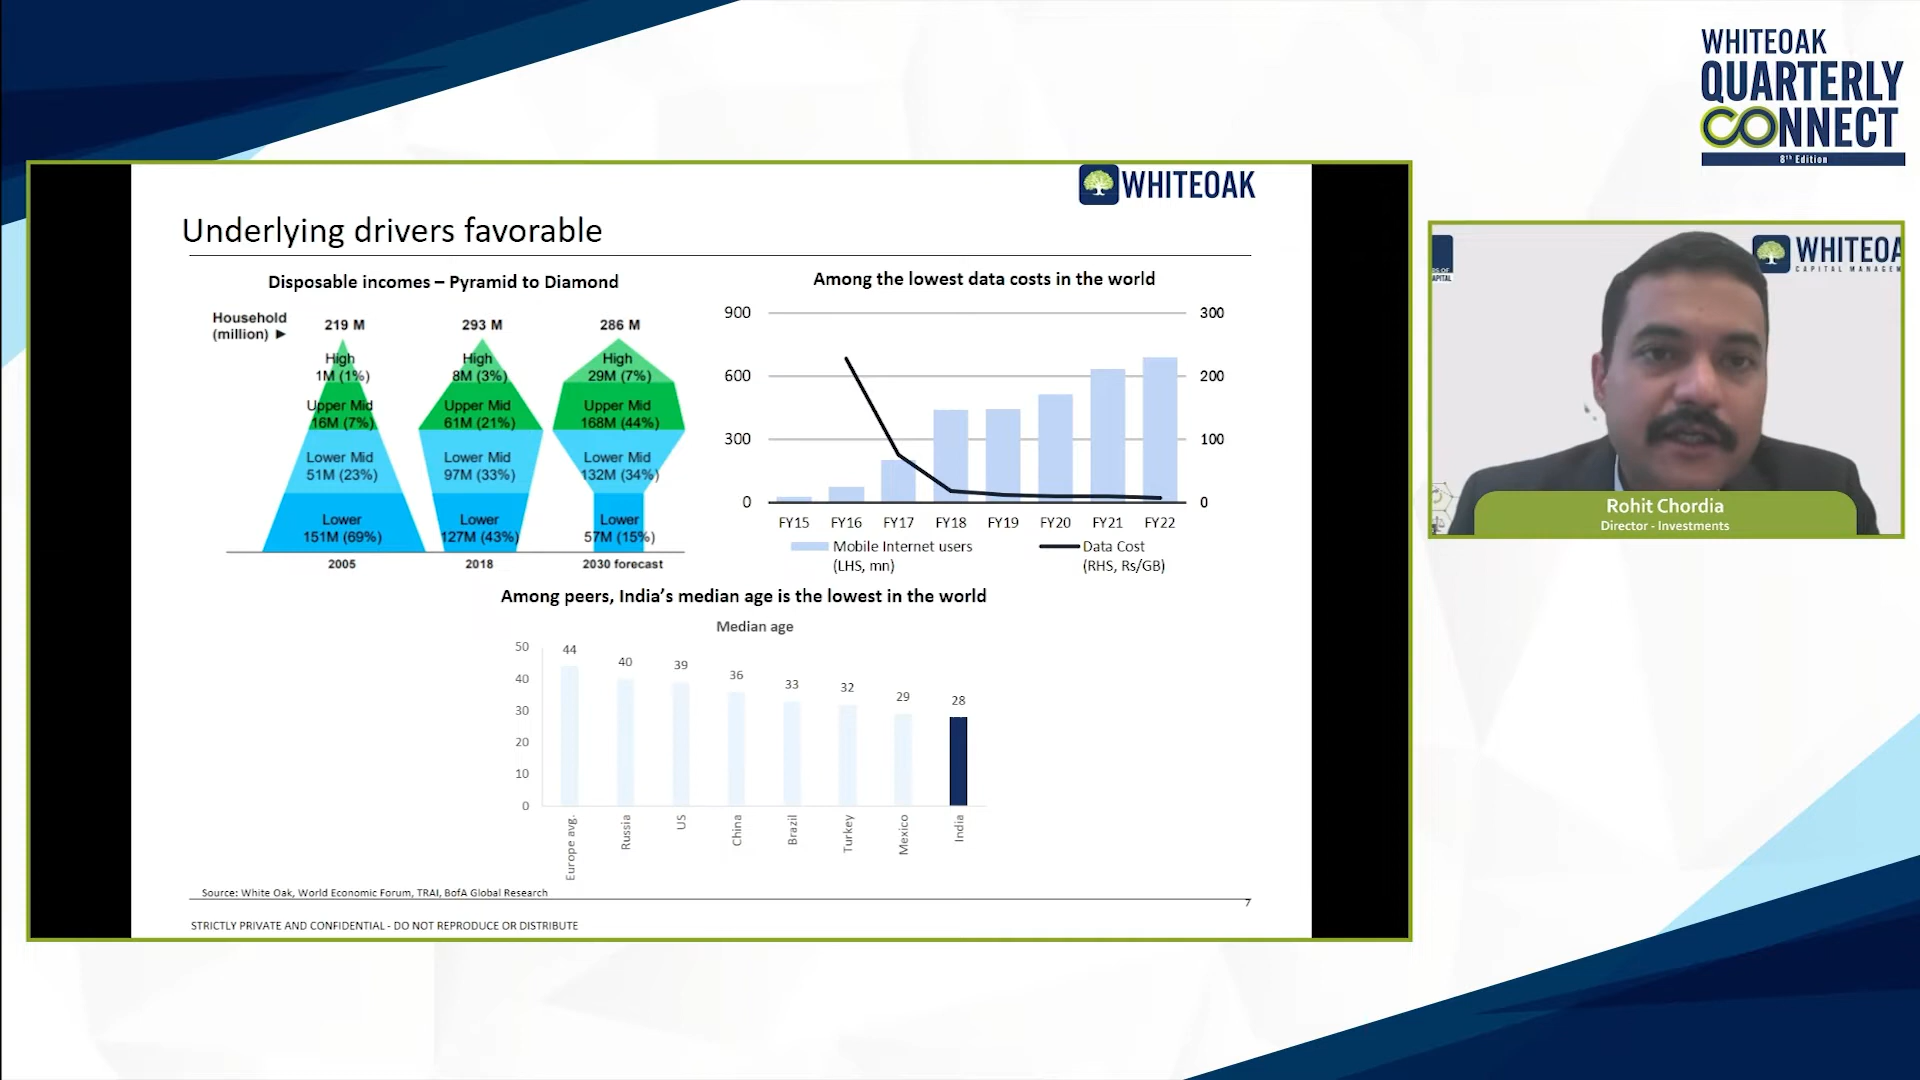 WHITEOAK
QUARTERLY
CONNECT
8th Edition
WHITEOAK
Underlying drivers favorable
Disposable incomes – Pyramid to Diamond
Household
(million) ►
219 M
293 M
286 M
High
1M (1%)
High
8M (3%)
High
29M (7%)
Upper Mid
16M (7%)
Upper Mid
61M (21%)
Upper Mid
168M (44%)
Lower Mid
51M (23%)
Lower Mid
97M (33%)
Lower Mid
132M (34%)
Lower
151M (69%)
Lower
127M (43%)
Lower
57M (15%)
2005
2018
2030 forecast
Among the lowest data costs in the world
900
600
300
0
300
200
100
0
FY15
FY16
FY17
FY18
FY19
FY20
FY21
FY22
Mobile Internet users
(LHS, mn)
Data Cost
(RHS, Rs/GB)
Among peers, India’s median age is the lowest in the world
Median age
50
40
30
20
10
0
44
40
39
36
33
32
29
28
Europe avg.
Russia
US
China
Brazil
Turkey
Mexico
India
Source: White Oak, World Economic Forum, TRAI, BofA Global Research
7
STRICTLY PRIVATE AND CONFIDENTIAL - DO NOT REPRODUCE OR DISTRIBUTE
WHITEOA
CAPITAL MANAGEM
Rohit Chordia
Director - Investments